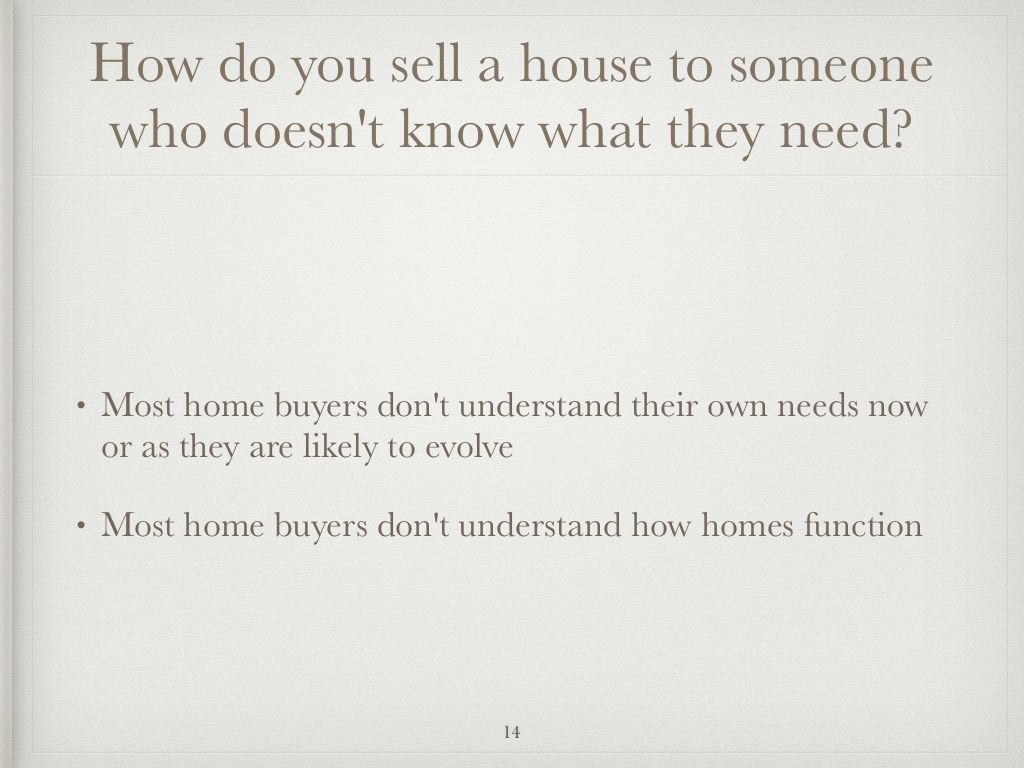 How do you sell a house to someone
who doesn't know what they need?
• Most home buyers don't understand their own needs now
or as they are likely to evolve
• Most home buyers don't understand how homes function
14